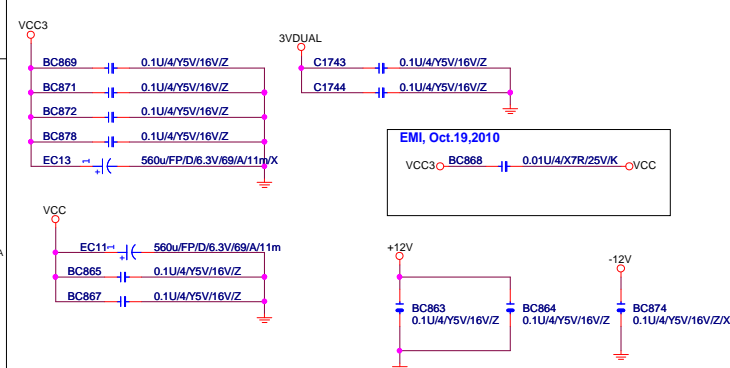 VCC3
BC869 0.1U/4/Y5V/16V/Z
BC871 0.1U/4/Y5V/16V/Z
BC872 0.1U/4/Y5V/16V/Z
BC878 0.1U/4/Y5V/16V/Z
EC13 1 + 560u/FP/D/6.3V/69/A/11m/X
3VDUAL
C1743 0.1U/4/Y5V/16V/Z
C1744 0.1U/4/Y5V/16V/Z
EMI, Oct.19,2010
VCC3 BC868 0.01U/4/X7R/25V/K VCC
VCC
EC11 1 + 560u/FP/D/6.3V/69/A/11m
BC865 0.1U/4/Y5V/16V/Z
BC867 0.1U/4/Y5V/16V/Z
A
+12V
BC863
0.1U/4/Y5V/16V/Z
BC864
0.1U/4/Y5V/16V/Z
-12V
BC874
0.1U/4/Y5V/16V/Z/X